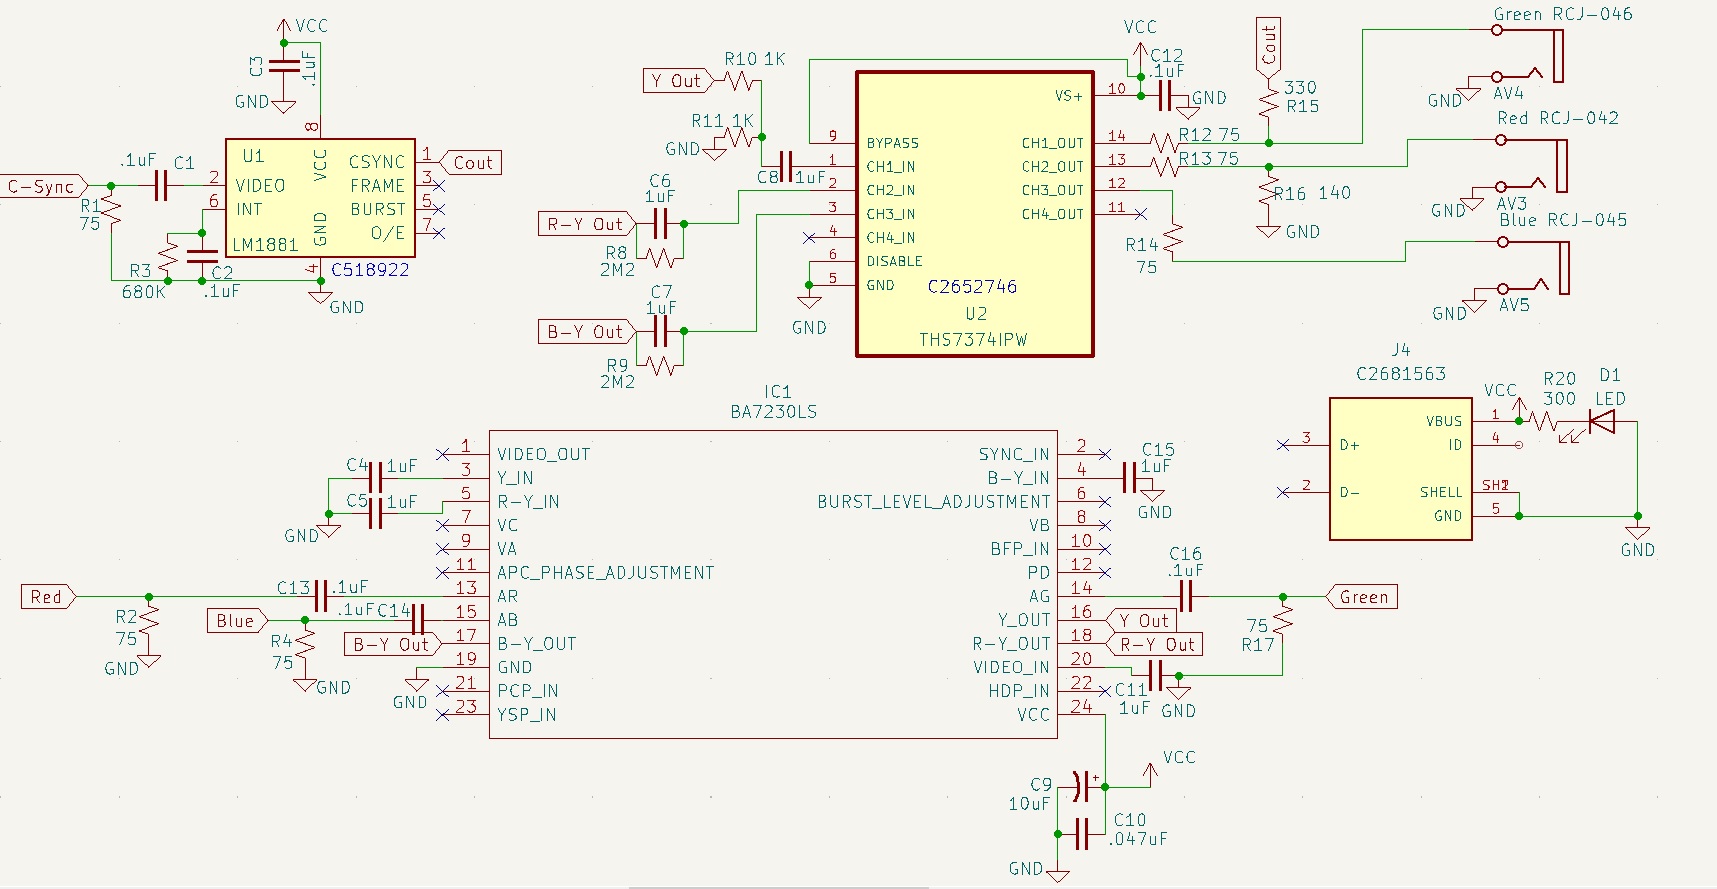 VCC
C3
.1uF
GND
8
.1uF C1
U1
VCC
CSYNC
1
Cout
C-Sync
2
VIDEO
FRAME
3
R1
75
6
INT
BURST
5
O/E
7
GND
LM1881
R3
680K
C2
.1uF
4
C518922
GND
R10 1K
Y Out
R11 1K
GND
C8 1uF
C6
1uF
R-Y Out
R8
2M2
C7
1uF
B-Y Out
R9
2M2
VCC
C12
.1uF
GND
VS+
10
9
BYPASS
CH1_OUT
14
R12 75
1
CH1_IN
CH2_OUT
13
R13 75
2
CH2_IN
CH3_OUT
12
3
CH3_IN
CH4_OUT
11
4
CH4_IN
6
DISABLE
5
GND
C2652746
U2
THS7374IPW
GND
R14
75
Cout
330
R15
R16 140
GND
Green RCJ-046
GND
AV4
Red RCJ-042
GND
AV3
Blue RCJ-045
GND
AV5
J4
C2681563
VBUS
1
VCC
R20
300
D1
LED
3
D+
ID
4
2
D-
SHELL
GND
5
GND
IC1
BA7230LS
1
VIDEO_OUT
SYNC_IN
2
C4 1uF
3
Y_IN
B-Y_IN
4
C15
1uF
GND
C5 1uF
5
R-Y_IN
BURST_LEVEL_ADJUSTMENT
6
GND
7
VC
VB
8
9
VA
BFP_IN
10
11
APC_PHASE_ADJUSTMENT
PD
12
Red
R2
75
GND
C13 .1uF
13
AR
AG
14
C16
.1uF
Green
75
R17
Blue
R4
75
GND
.1uF C14
15
AB
Y_OUT
16
Y Out
B-Y Out
17
B-Y_OUT
R-Y_OUT
18
R-Y Out
GND
19
GND
VIDEO_IN
20
C11
1uF
GND
21
PCP_IN
HDP_IN
22
23
YSP_IN
VCC
24
VCC
C9
10uF
+
C10
.047uF
GND